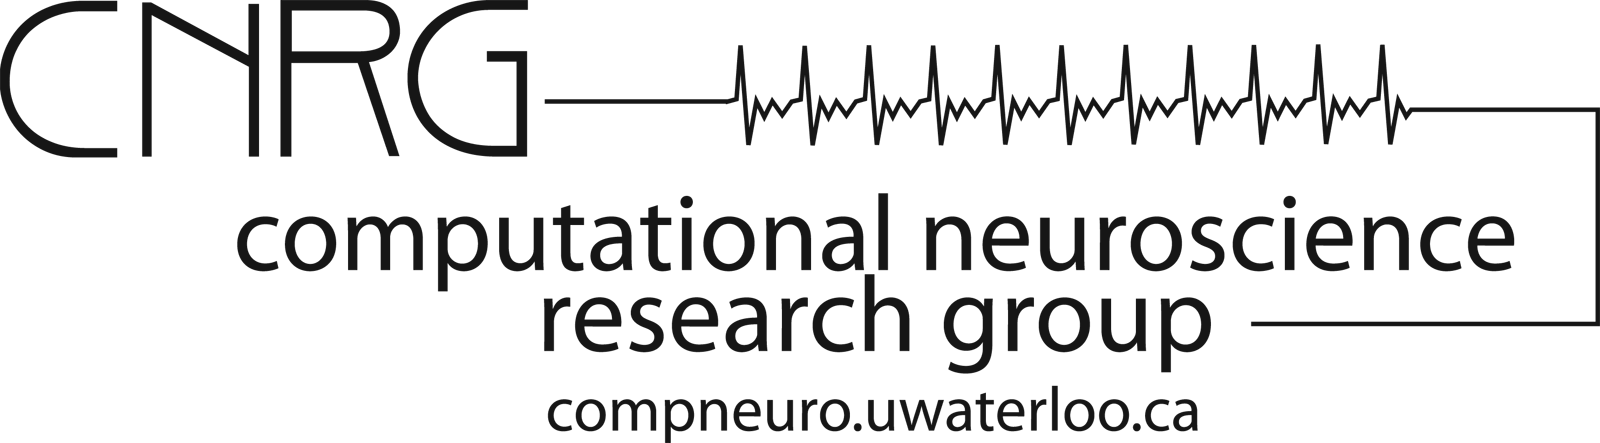 CNRG
computational neuroscience
research group
compneuro.uwaterloo.ca